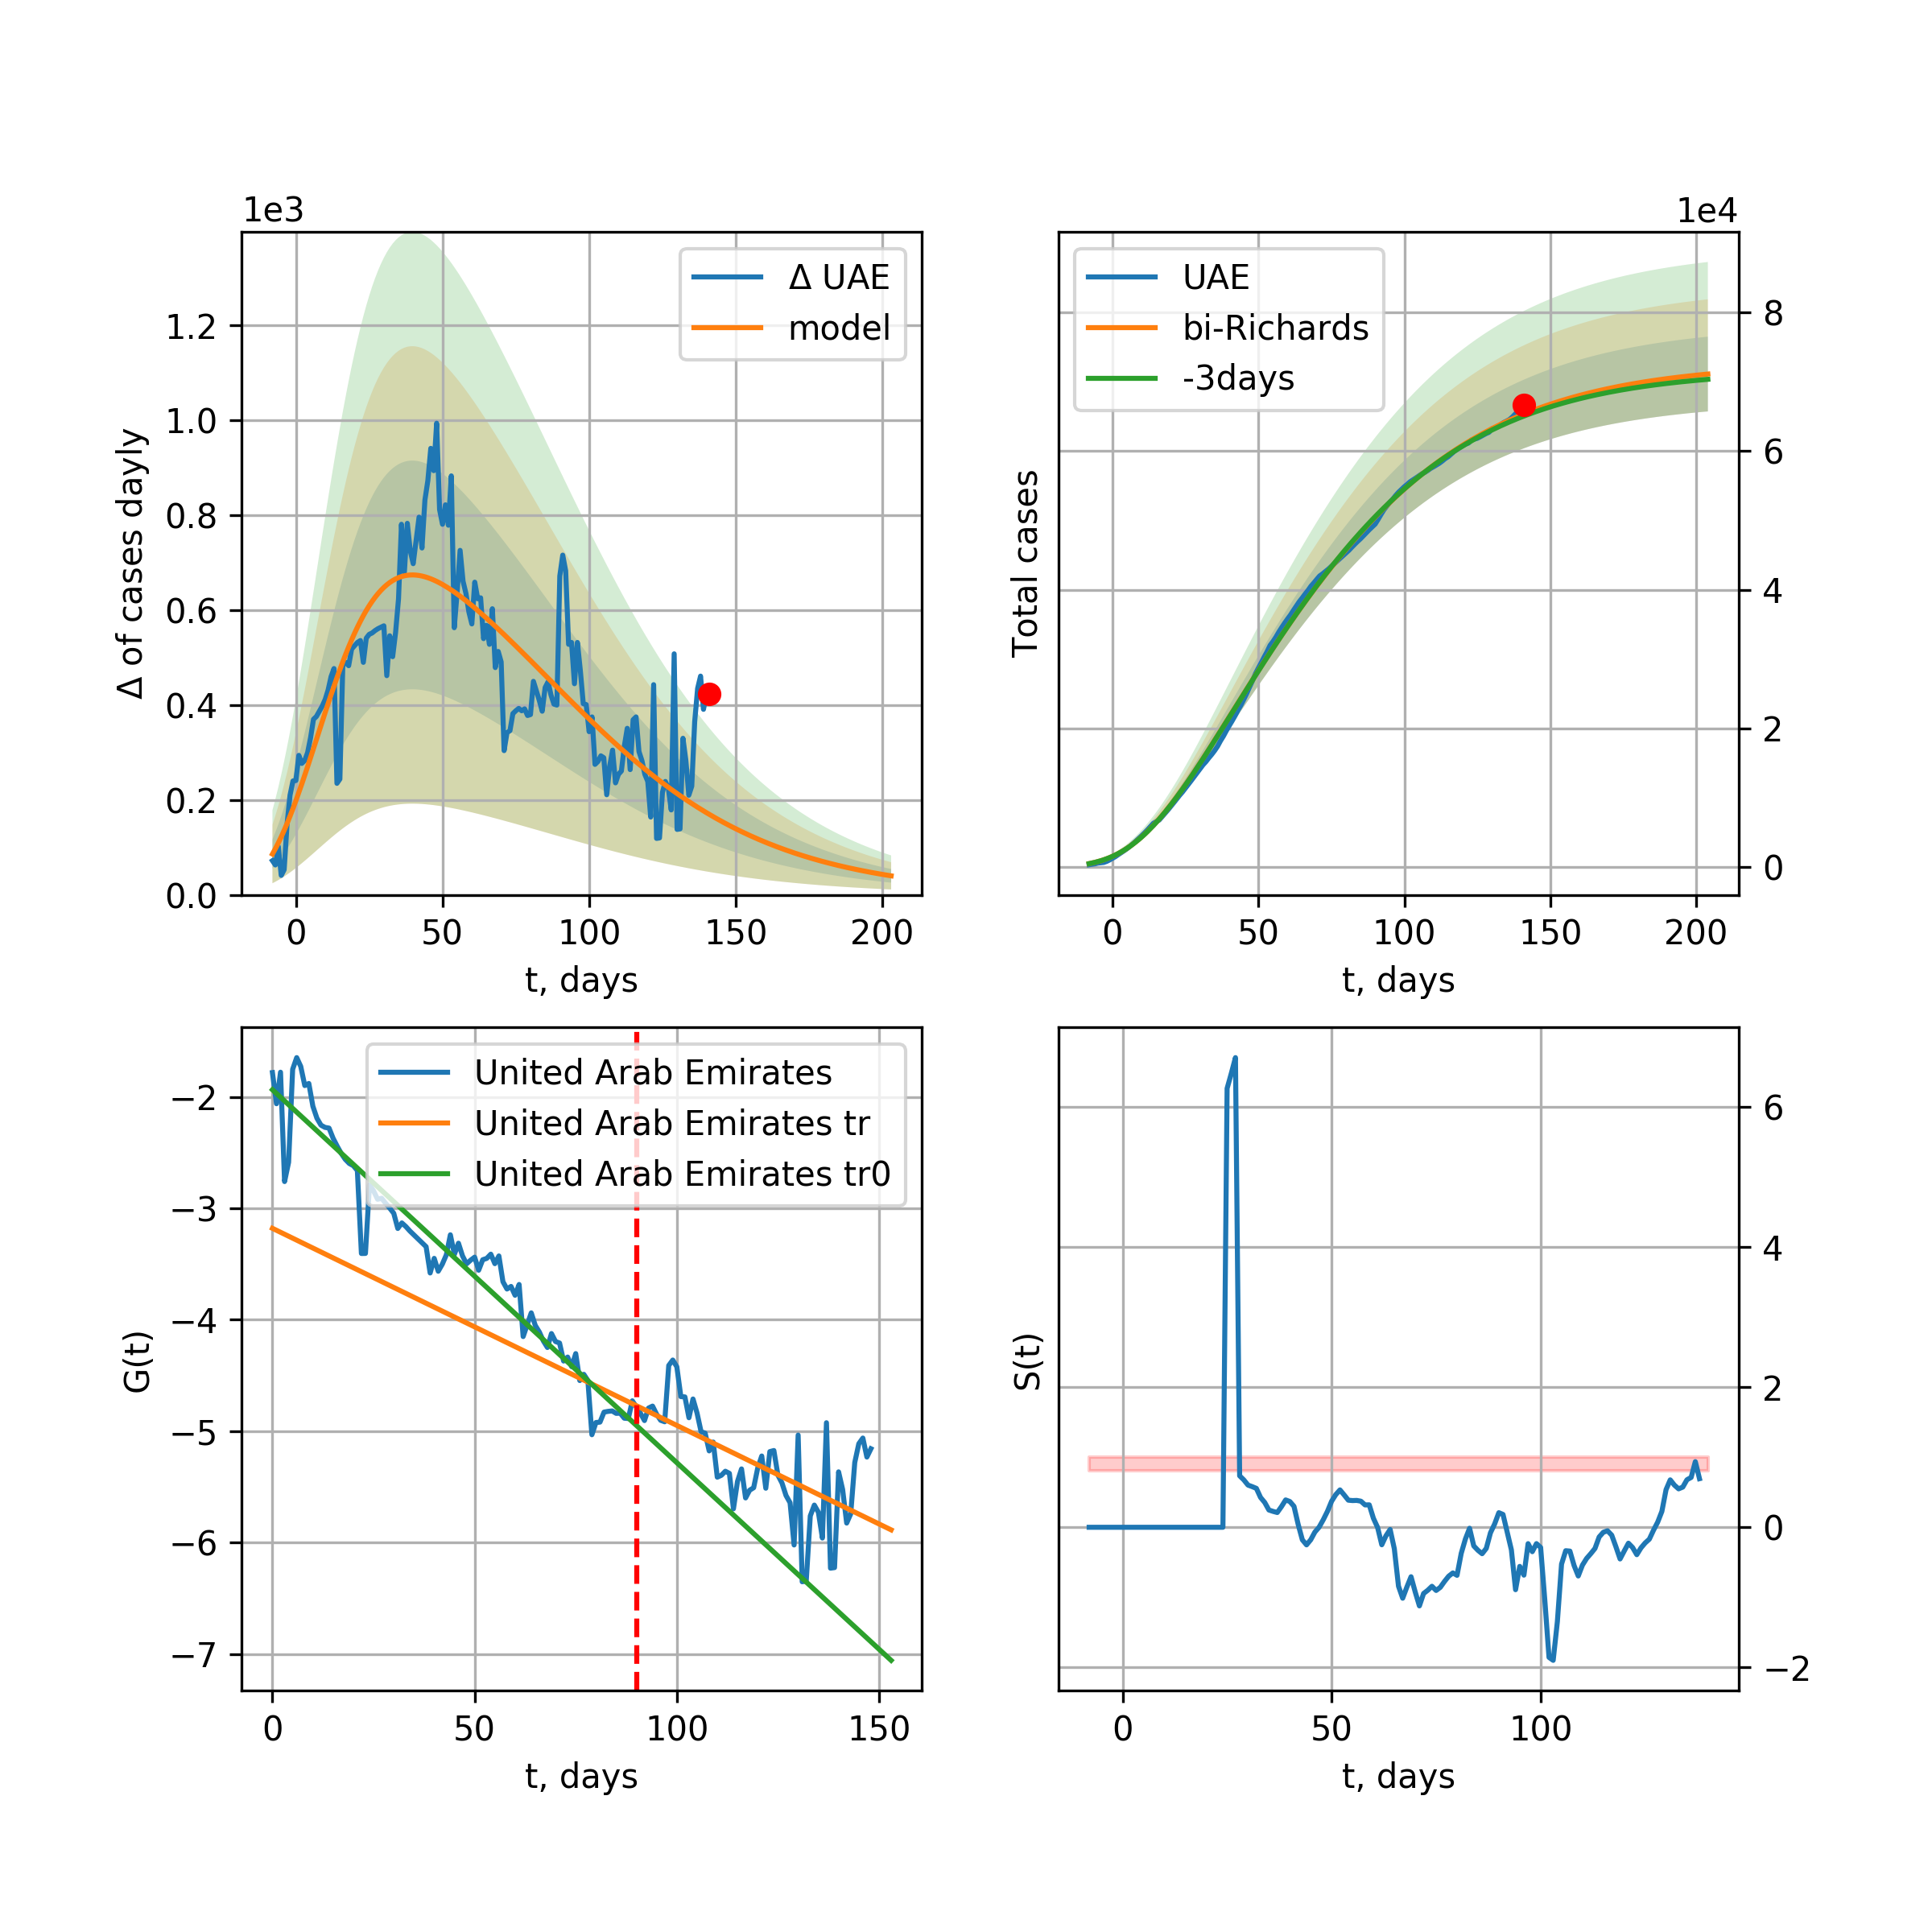 1e3
Δ UAE
model
1.2
1.0
0.8
0.6
0.4
0.2
0.0
Δ of cases dayly
0 50 100 150 200
t, days
1e4
UAE
bi-Richards
-3days
8
6
4
2
0
Total cases
0 50 100 150 200
t, days
United Arab Emirates
United Arab Emirates tr
United Arab Emirates tr0
−2
−3
−4
−5
−6
−7
G(t)
0 50 100 150
t, days
6
4
2
0
−2
S(t)
0 50 100
t, days